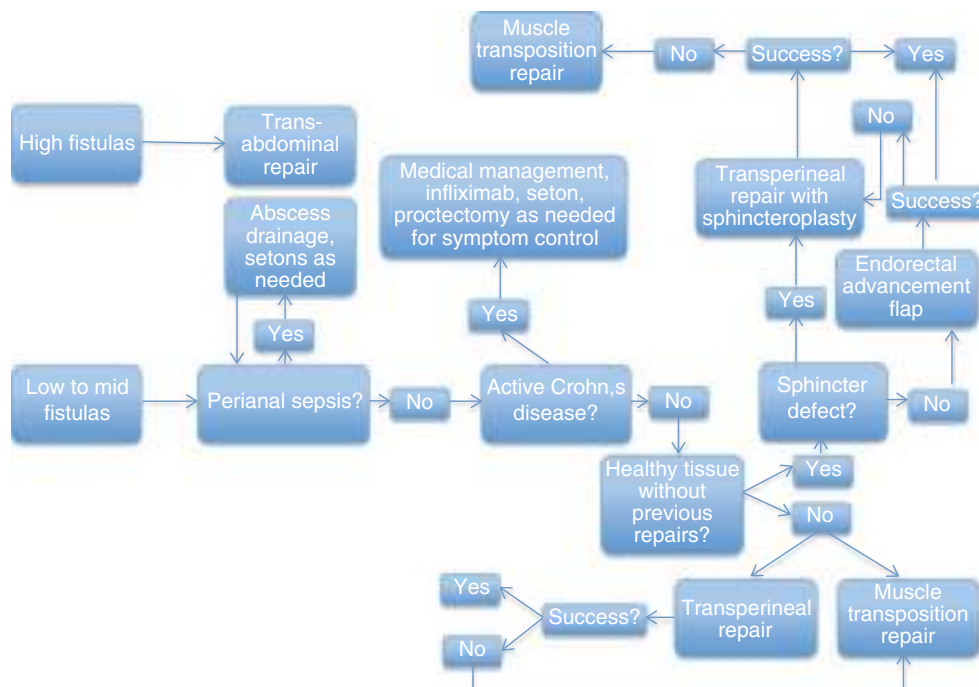 Muscle
transposition
repair
No
Success?
Yes
High fistulas
Trans-
abdominal
repair
No
Medical management,
infliximab, seton,
proctectomy as needed
for symptom control
Transperineal
repair with
sphincteroplasty
Success?
Abscess
drainage,
setons as
needed
Endorectal
advancement
flap
Yes
Yes
Yes
Low to mid
fistulas
Perianal sepsis?
No
Active Crohn,s
disease?
No
Sphincter
defect?
No
Healthy tissue
without
previous
repairs?
Yes
No
Yes
Success?
No
Transperineal
repair
Muscle
transposition
repair